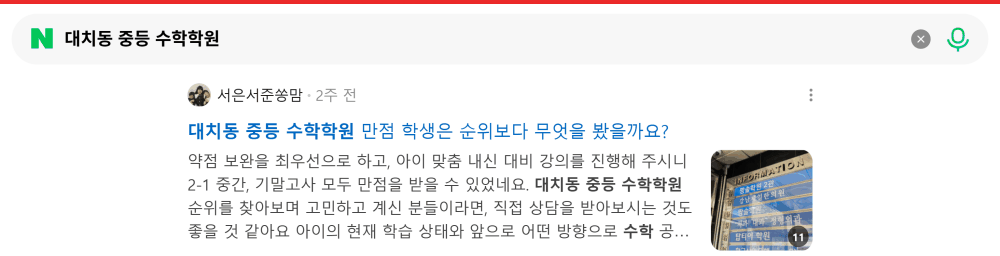 N 대치동 중등 수학학원
서은서준쏭맘 · 2주 전
대치동 중등 수학학원 만점 학생은 순위보다 무엇을 봤을까요?
약점 보완을 최우선으로 하고, 아이 맞춤 내신 대비 강의를 진행해 주시니
2-1 중간, 기말고사 모두 만점을 받을 수 있었네요. 대치동 중등 수학학원
순위를 찾아보며 고민하고 계신 분들이라면, 직접 상담을 받아보시는 것도
좋을 것 같아요 아이의 현재 학습 상태와 앞으로 어떤 방향으로 수학 공...
INFORMATION
학원
11